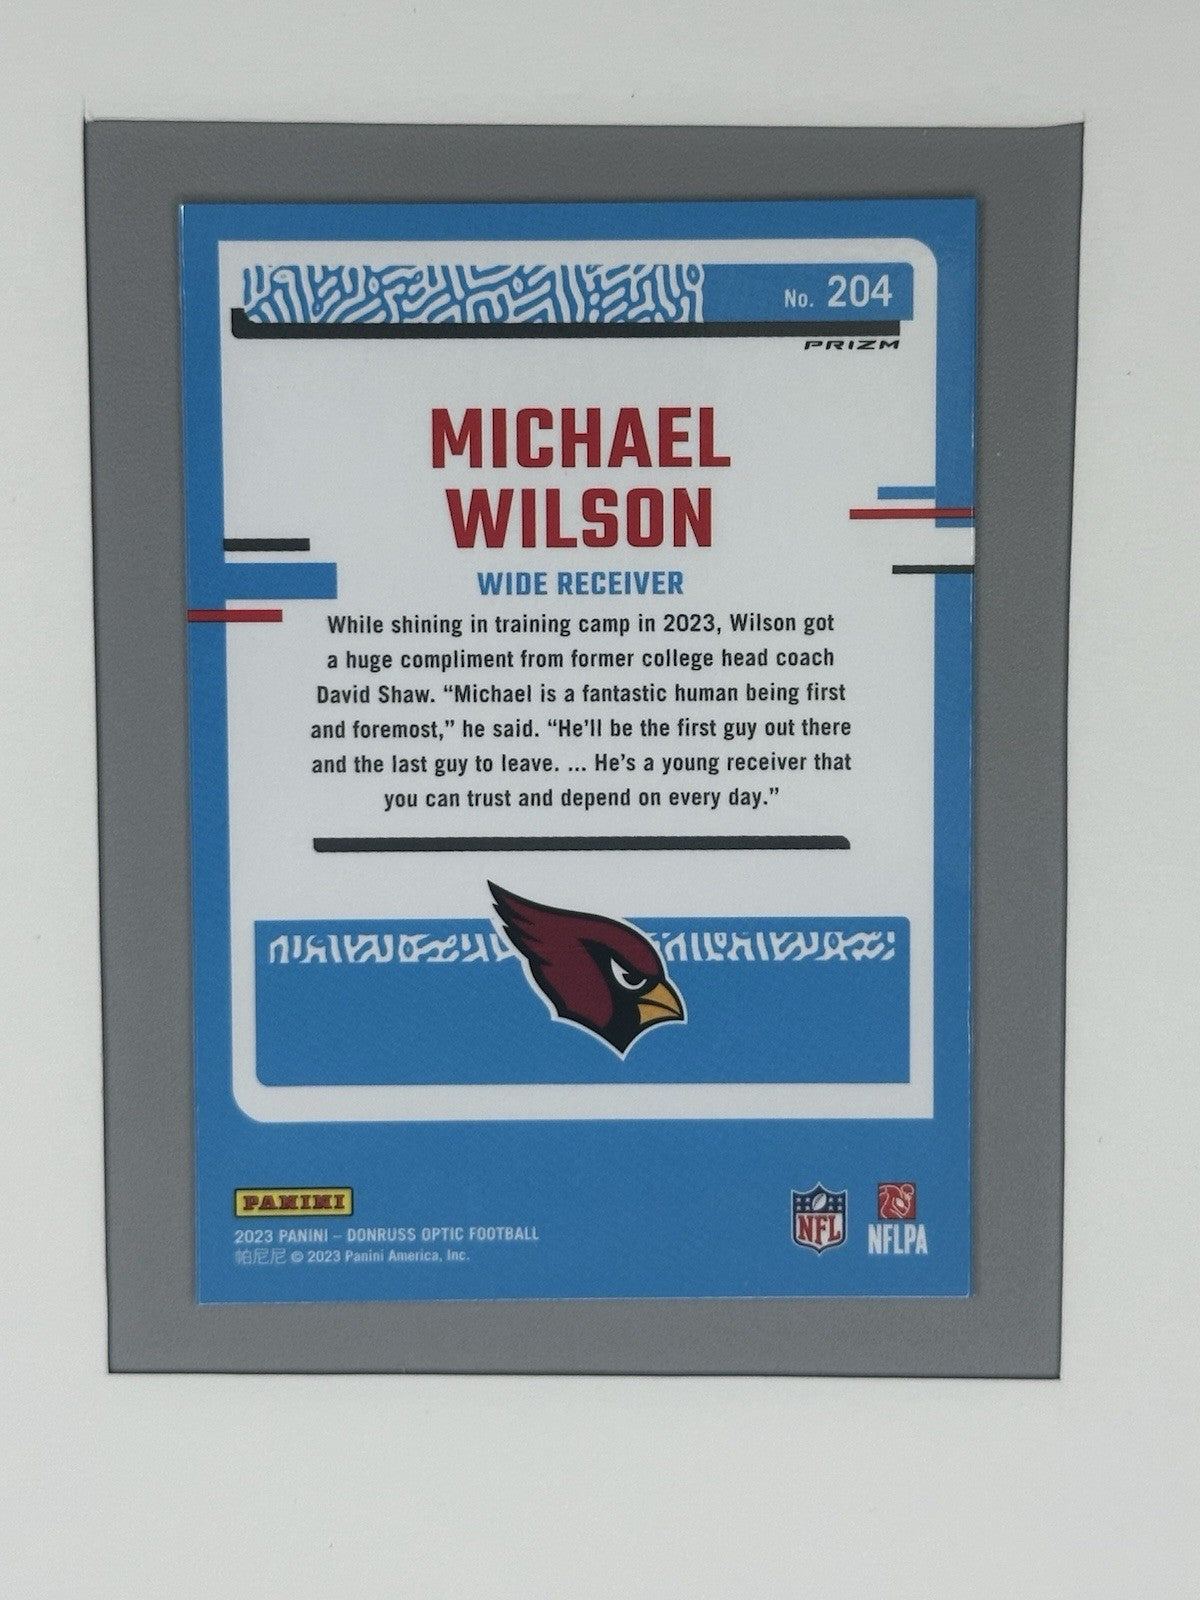 No. 204
PRIZM
MICHAEL
WILSON
WIDE RECEIVER
While shining in training camp in 2023, Wilson got
a huge compliment from former college head coach
David Shaw. “Michael is a fantastic human being first
and foremost,” he said. “He’ll be the first guy out there
and the last guy to leave. ... He’s a young receiver that
you can trust and depend on every day.”
PANINI
2023 PANINI – DONRUSS OPTIC FOOTBALL
帕尼尼 © 2023 Panini America, Inc.
NFL
NFLPA